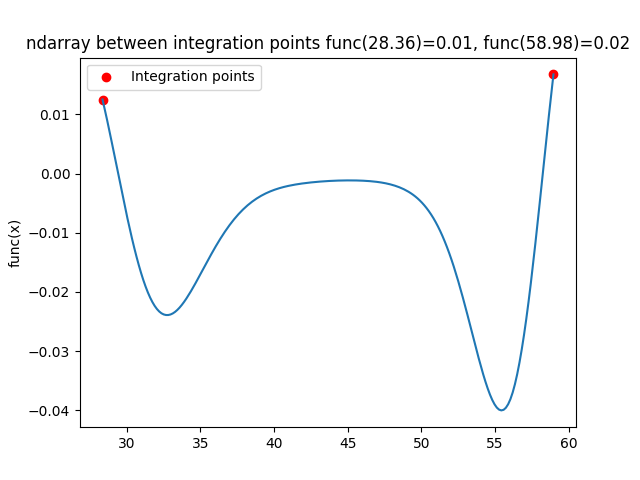 ndarray between integration points func(28.36)=0.01, func(58.98)=0.02
Integration points
func(x)
0.01
0.00
−0.01
−0.02
−0.03
−0.04
30 35 40 45 50 55 60